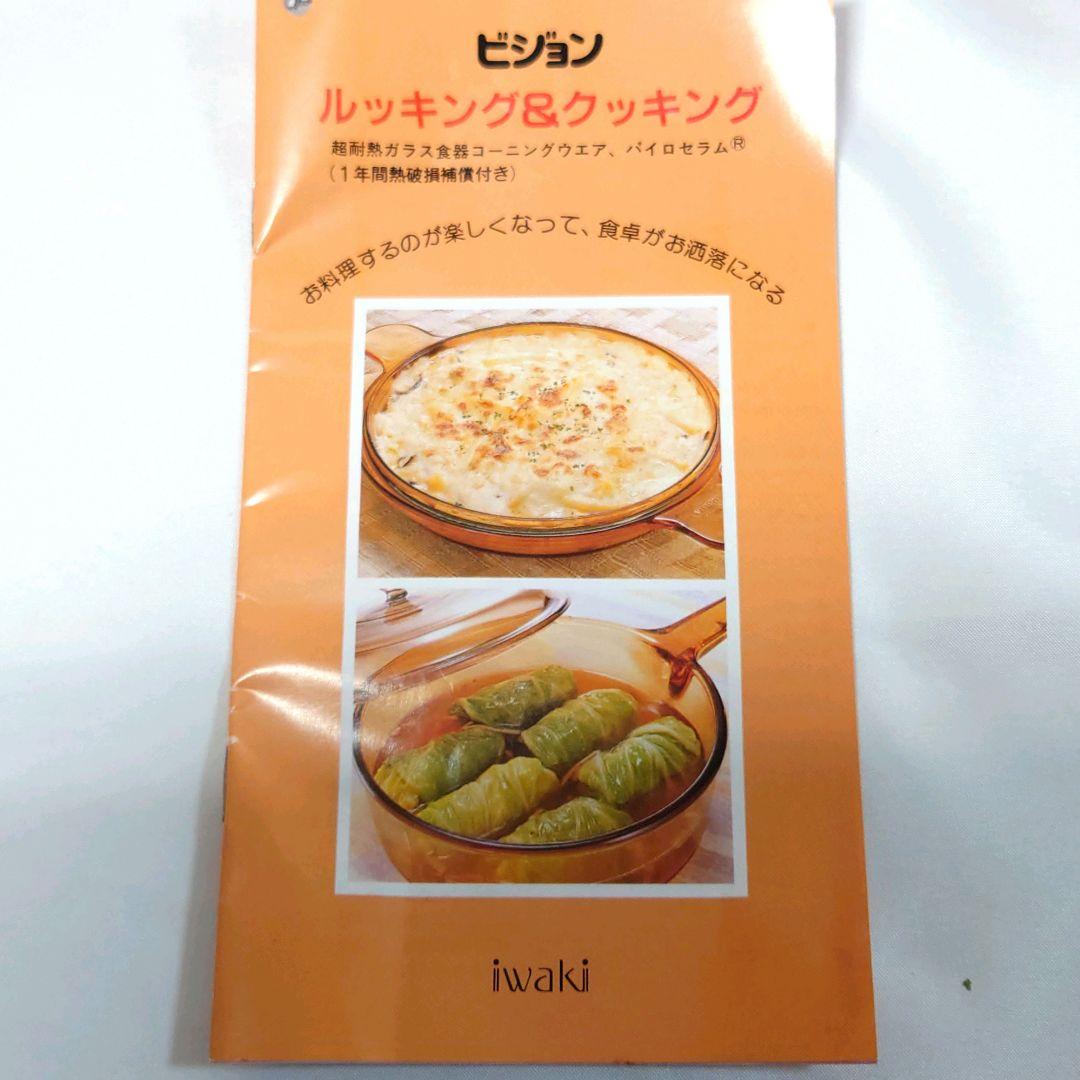 ビジョン
ルッキング&クッキング
超耐熱ガラス食器コーニングウエア、パイロセラム®
(1年間熱破損補償付き)
お料理するのが楽しくなって、食卓がお洒落になる
iwaki